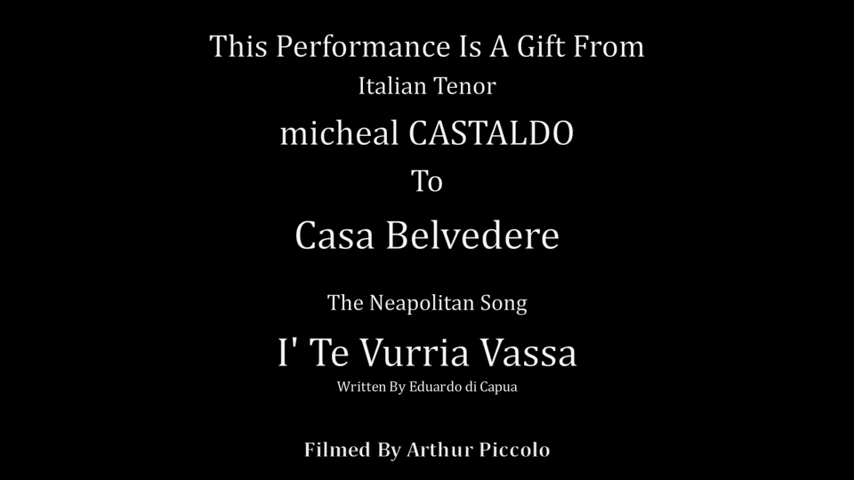 This Performance Is A Gift From
Italian Tenor
micheal CASTALDO
To
Casa Belvedere
The Neapolitan Song
I' Te Vurria Vassa
Written By Eduardo di Capua
Filmed By Arthur Piccolo